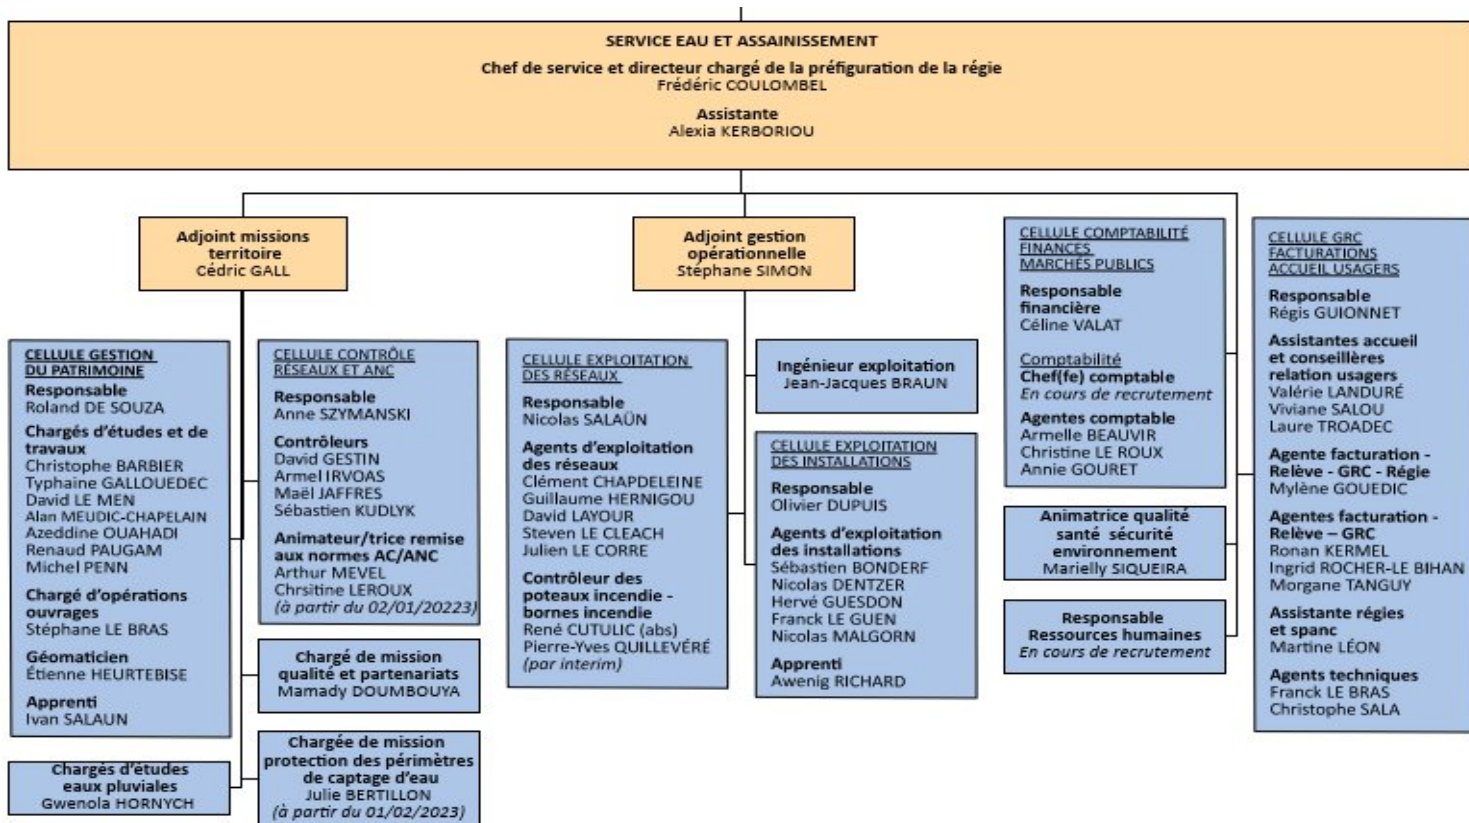 SERVICE EAU ET ASSAINISSEMENT
Chef de service et directeur chargé de la préfiguration de la régie
Frédéric COULOMBEL
Assistante
Alexia KERBORIOU
Adjoint missions
territoire
Cédric GALL
Adjoint gestion
opérationnelle
Stéphane SIMON
CELLULE GESTION
DU PATRIMOINE
Responsable
Roland DE SOUZA
Chargés d'études et de
travaux
Christophe BARBIER
Typhaine GALLOUEDEC
David LE MEN
Alan MEUDIC-CHAPELAIN
Azeddine OUAHADI
Renaud PAUGAM
Michel PENN
Chargé d'opérations
ouvrages
Stéphane LE BRAS
Géomaticien
Étienne HEURTEBISE
Apprenti
Ivan SALAUN
Chargés d'études
eaux pluviales
Gwenola HORNYCH
CELLULE CONTRÔLE
RÉSEAUX ET ANC
Responsable
Anne SZYMANSKI
Contrôleurs
David GESTIN
Armel IRVOAS
Maël JAFFRES
Sébastien KUDLYK
Animateur/trice remise
aux normes AC/ANC
Arthur MEVEL
Chrsitine LEROUX
(à partir du 02/01/20223)
Chargé de mission
qualité et partenariats
Mamady DOUMBOUYA
Chargée de mission
protection des périmètres
de captage d'eau
Julie BERTILLON
(à partir du 01/02/2023)
CELLULE EXPLOITATION
DES RÉSEAUX
Responsable
Nicolas SALAÜN
Agents d'exploitation
des réseaux
Clément CHAPDELEINE
Guillaume HERNIGOU
David LAYOUR
Steven LE CLEACH
Julien LE CORRE
Contrôleur des
poteaux incendie -
bornes incendie
René CUTULIC (abs)
Pierre-Yves QUILLEVÉRÉ
(par interim)
Ingénieur exploitation
Jean-Jacques BRAUN
CELLULE EXPLOITATION
DES INSTALLATIONS
Responsable
Olivier DUPUIS
Agents d'exploitation
des installations
Sébastien BONDERF
Nicolas DENTZER
Hervé GUESDON
Franck LE GUEN
Nicolas MALGORN
Apprenti
Awenig RICHARD
CELLULE COMPTABILITÉ
FINANCES
MARCHÉS PUBLICS
Responsable
financière
Céline VALAT
Comptabilité
Chef(fe) comptable
En cours de recrutement
Agentes comptable
Armelle BEAUVIR
Christine LE ROUX
Annie GOURET
Animatrice qualité
santé sécurité
environnement
Marielly SIQUEIRA
Responsable
Ressources humaines
En cours de recrutement
CELLULE GRC
FACTURATIONS
ACCUEIL USAGERS
Responsable
Régis GUIONNET
Assistantes accueil
et conseillères
relation usagers
Valérie LANDURÉ
Viviane SALOU
Laure TROADEC
Agente facturation -
Relève - GRC - Régie
Mylène GOUEDIC
Agentes facturation -
Relève – GRC
Ronan KERMEL
Ingrid ROCHER-LE BIHAN
Morgane TANGUY
Assistante régies
et spanc
Martine LÉON
Agents techniques
Franck LE BRAS
Christophe SALA